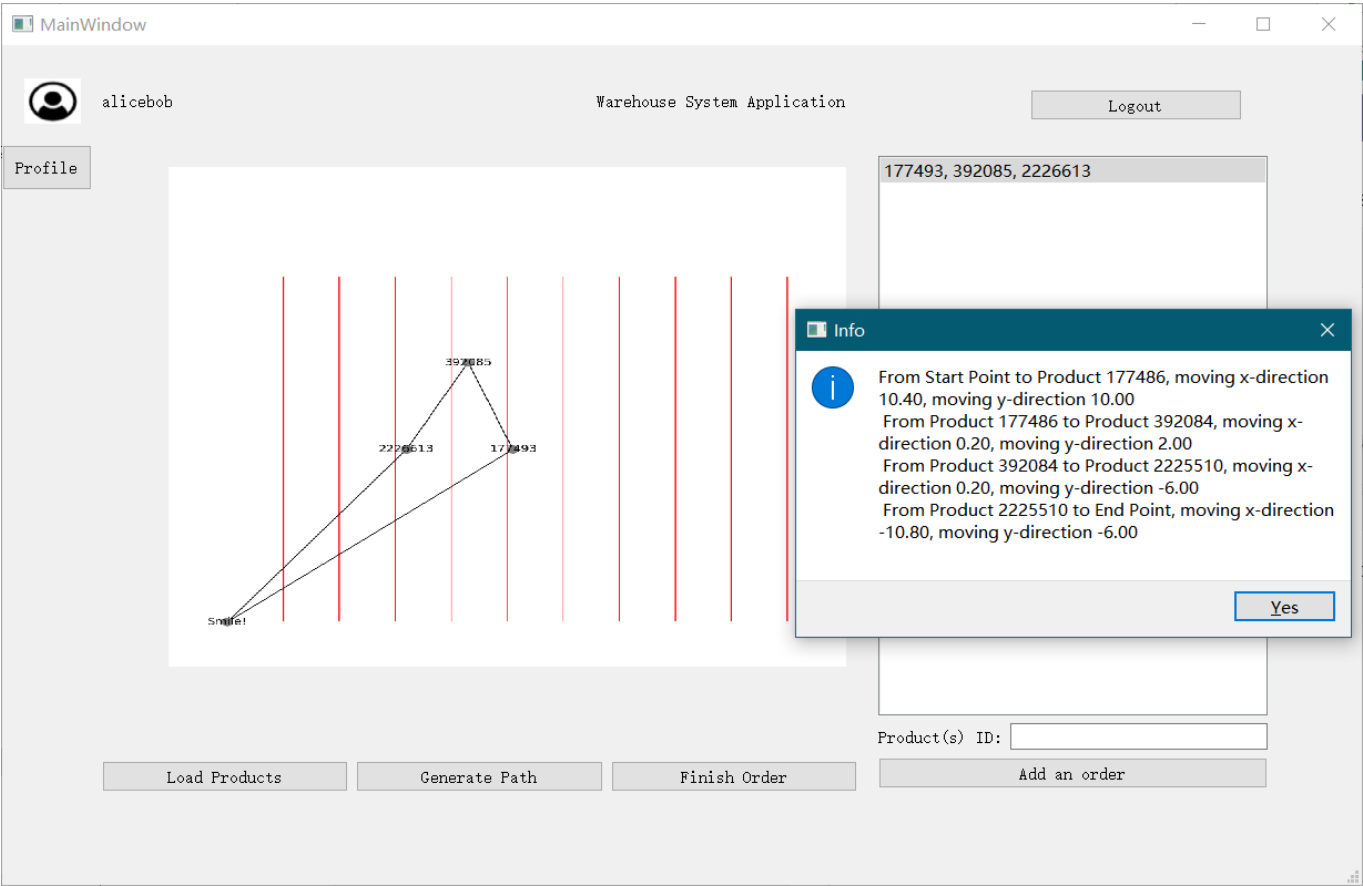 MainWindow
alicebob
Warehouse System Application
Logout
Profile
177493, 392085, 2226613
392085
2226613
177493
Smile!
Info
From Start Point to Product 177486, moving x-direction
10.40, moving y-direction 10.00
From Product 177486 to Product 392084, moving x-
direction 0.20, moving y-direction 2.00
From Product 392084 to Product 2225510, moving x-
direction 0.20, moving y-direction -6.00
From Product 2225510 to End Point, moving x-direction
-10.80, moving y-direction -6.00
Yes
Product(s) ID:
Load Products
Generate Path
Finish Order
Add an order